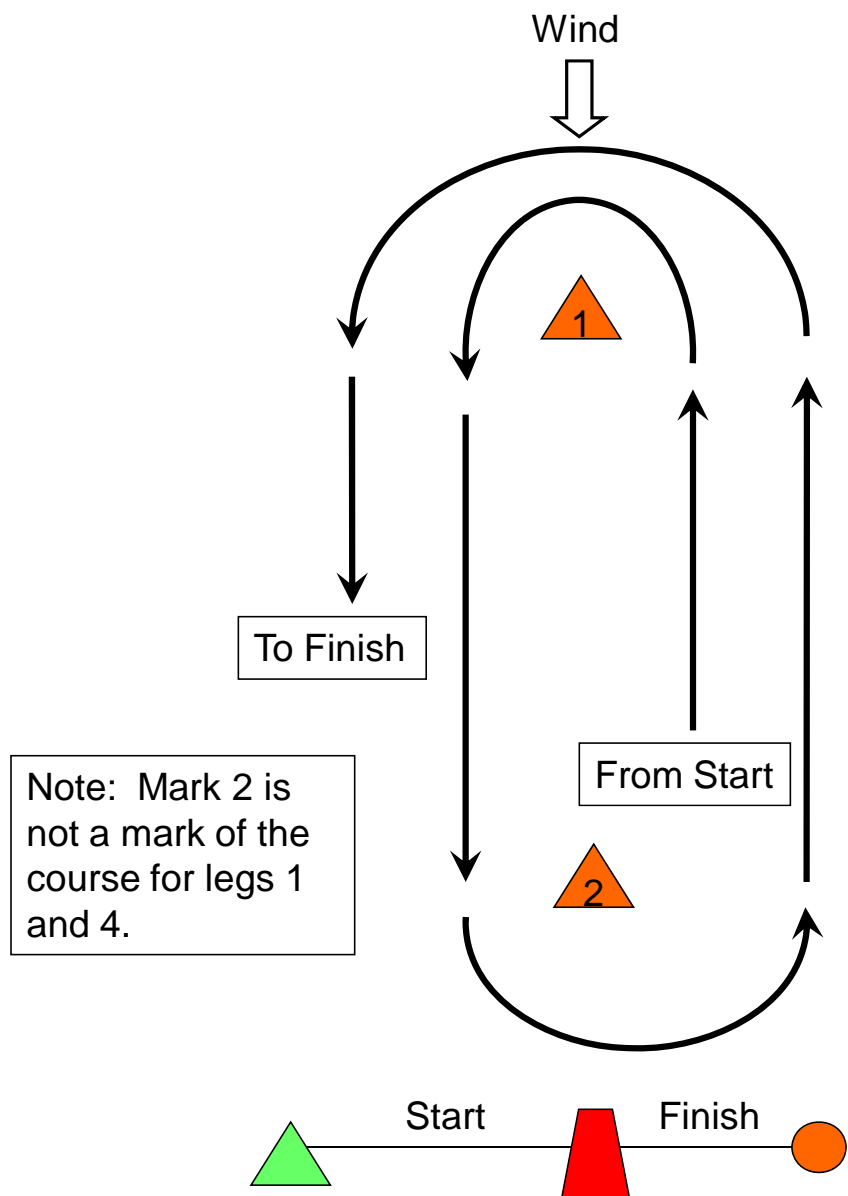 Wind
1
To Finish
From Start
Note:  Mark 2 is
not a mark of the
course for legs 1
and 4.
2
Start
Finish